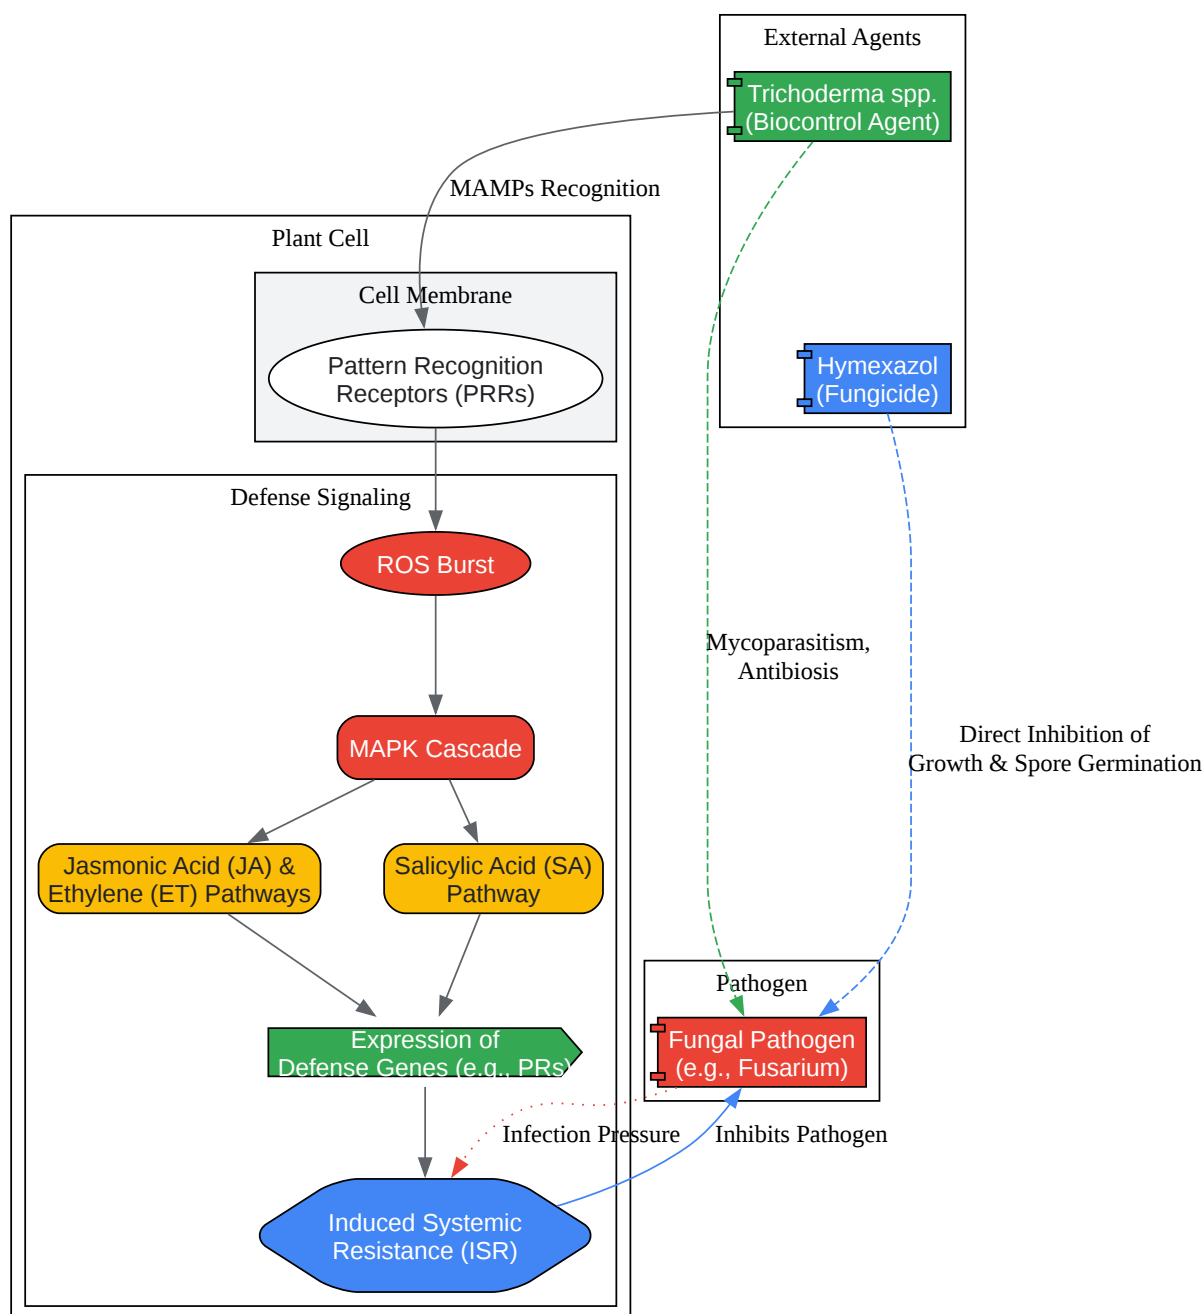 External Agents
Trichoderma spp.
(Biocontrol Agent)
MAMPs Recognition
Plant Cell
Cell Membrane
Pattern Recognition
Receptors (PRRs)
Hymexazol
(Fungicide)
Defense Signaling
ROS Burst
Mycoparasitism,
Antibiosis
MAPK Cascade
Direct Inhibition of
Growth & Spore Germination
Jasmonic Acid (JA) &
Ethylene (ET) Pathways
Salicylic Acid (SA)
Pathway
Pathogen
Fungal Pathogen
(e.g., Fusarium)
Expression of
Defense Genes (e.g., PRs)
Infection Pressure
Inhibits Pathogen
Induced Systemic
Resistance (ISR)